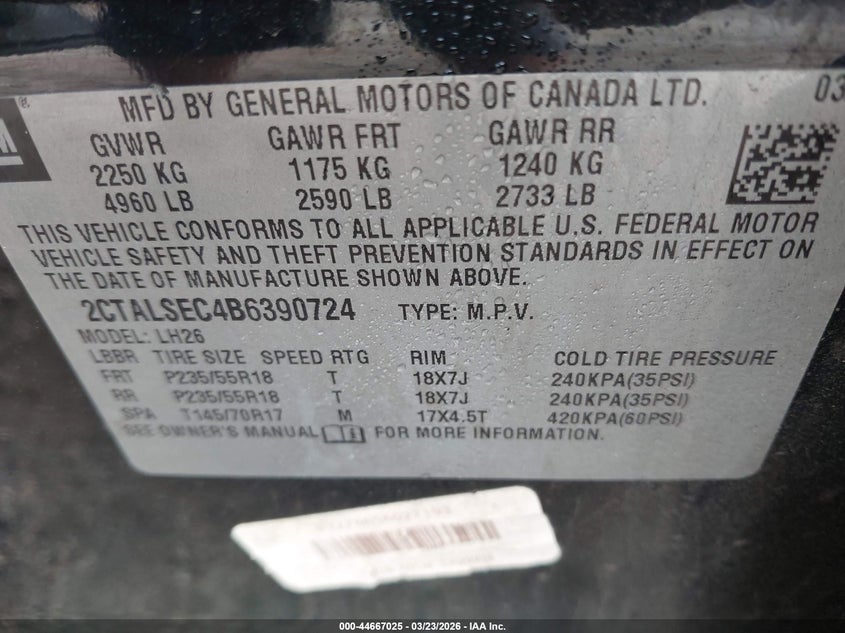 MFD BY GENERAL MOTORS OF CANADA LTD. 03
GVWR GAWR FRT GAWR RR
2250 KG 1175 KG 1240 KG
4960 LB 2590 LB 2733 LB
THIS VEHICLE CONFORMS TO ALL APPLICABLE U.S. FEDERAL MOTOR
VEHICLE SAFETY AND THEFT PREVENTION STANDARDS IN EFFECT ON
THE DATE OF MANUFACTURE SHOWN ABOVE.
2CTALSEC4B6390724 TYPE: M.P.V.
MODEL: LH26
LBBR TIRE SIZE SPEED RTG RIM COLD TIRE PRESSURE
FRT P235/55R18 T 18X7J 240KPA(35PSI)
RR P235/55R18 T 18X7J 240KPA(35PSI)
SPA T145/70R17 M 17X4.5T 420KPA(60PSI)
SEE OWNER'S MANUAL FOR MORE INFORMATION.
000-44667025 | 03/23/2026 | IAA Inc.